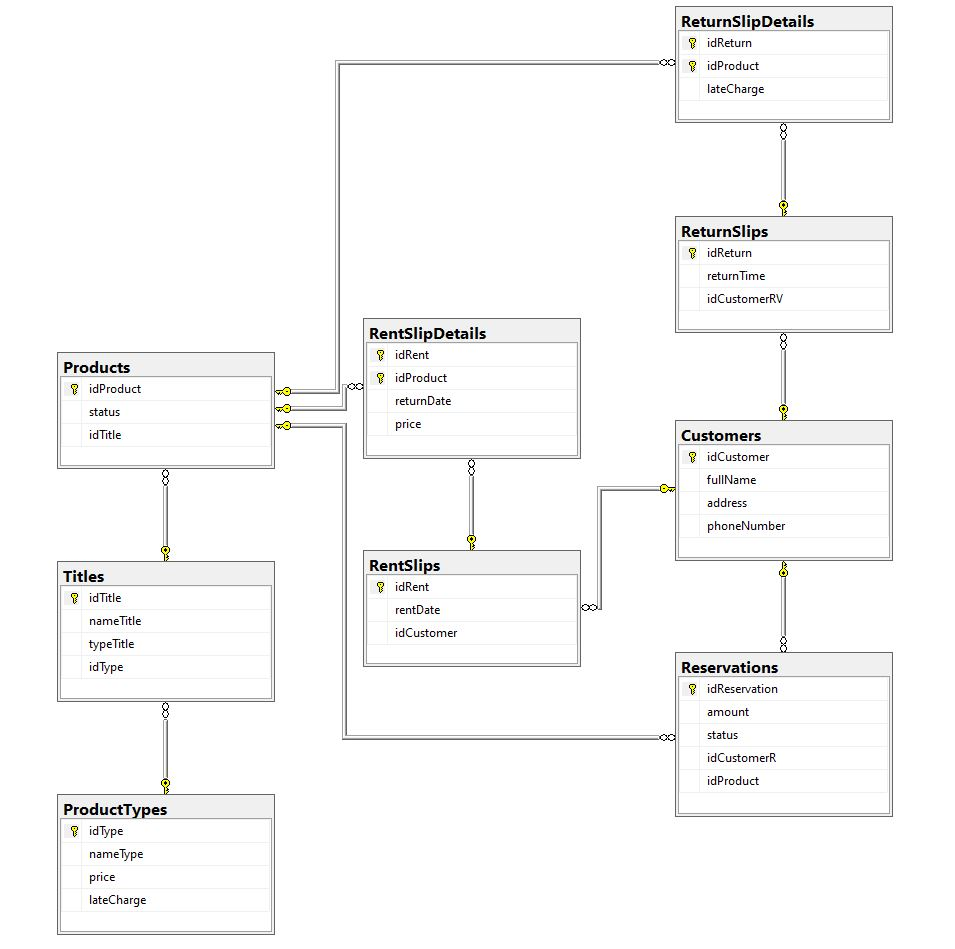 ReturnSlipDetails
idReturn
idProduct
lateCharge
ReturnSlips
idReturn
returnTime
idCustomerRV
RentSlipDetails
idRent
idProduct
returnDate
price
Products
idProduct
status
idTitle
Customers
idCustomer
fullName
address
phoneNumber
RentSlips
idRent
rentDate
idCustomer
Titles
idTitle
nameTitle
typeTitle
idType
Reservations
idReservation
amount
status
idCustomerR
idProduct
ProductTypes
idType
nameType
price
lateCharge